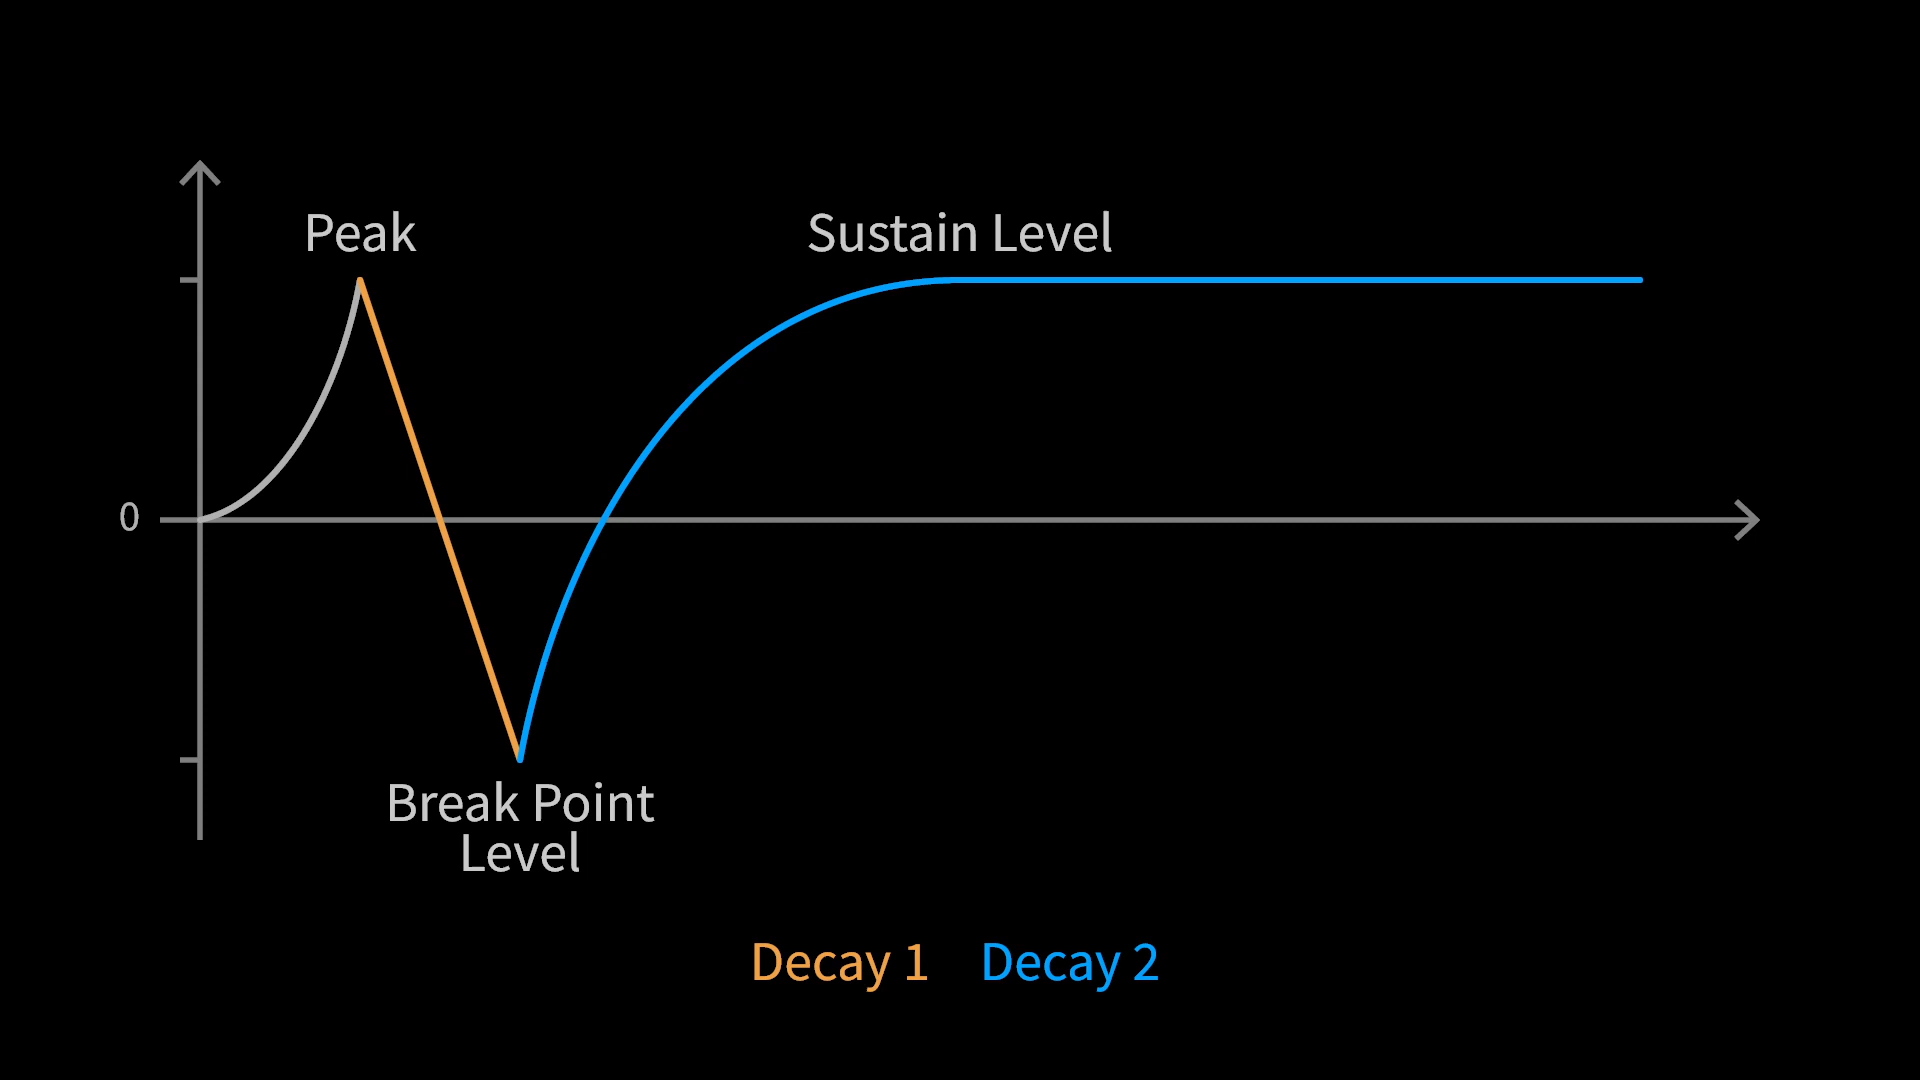 Peak
Sustain Level
0
Break Point
Level
Decay 1
Decay 2